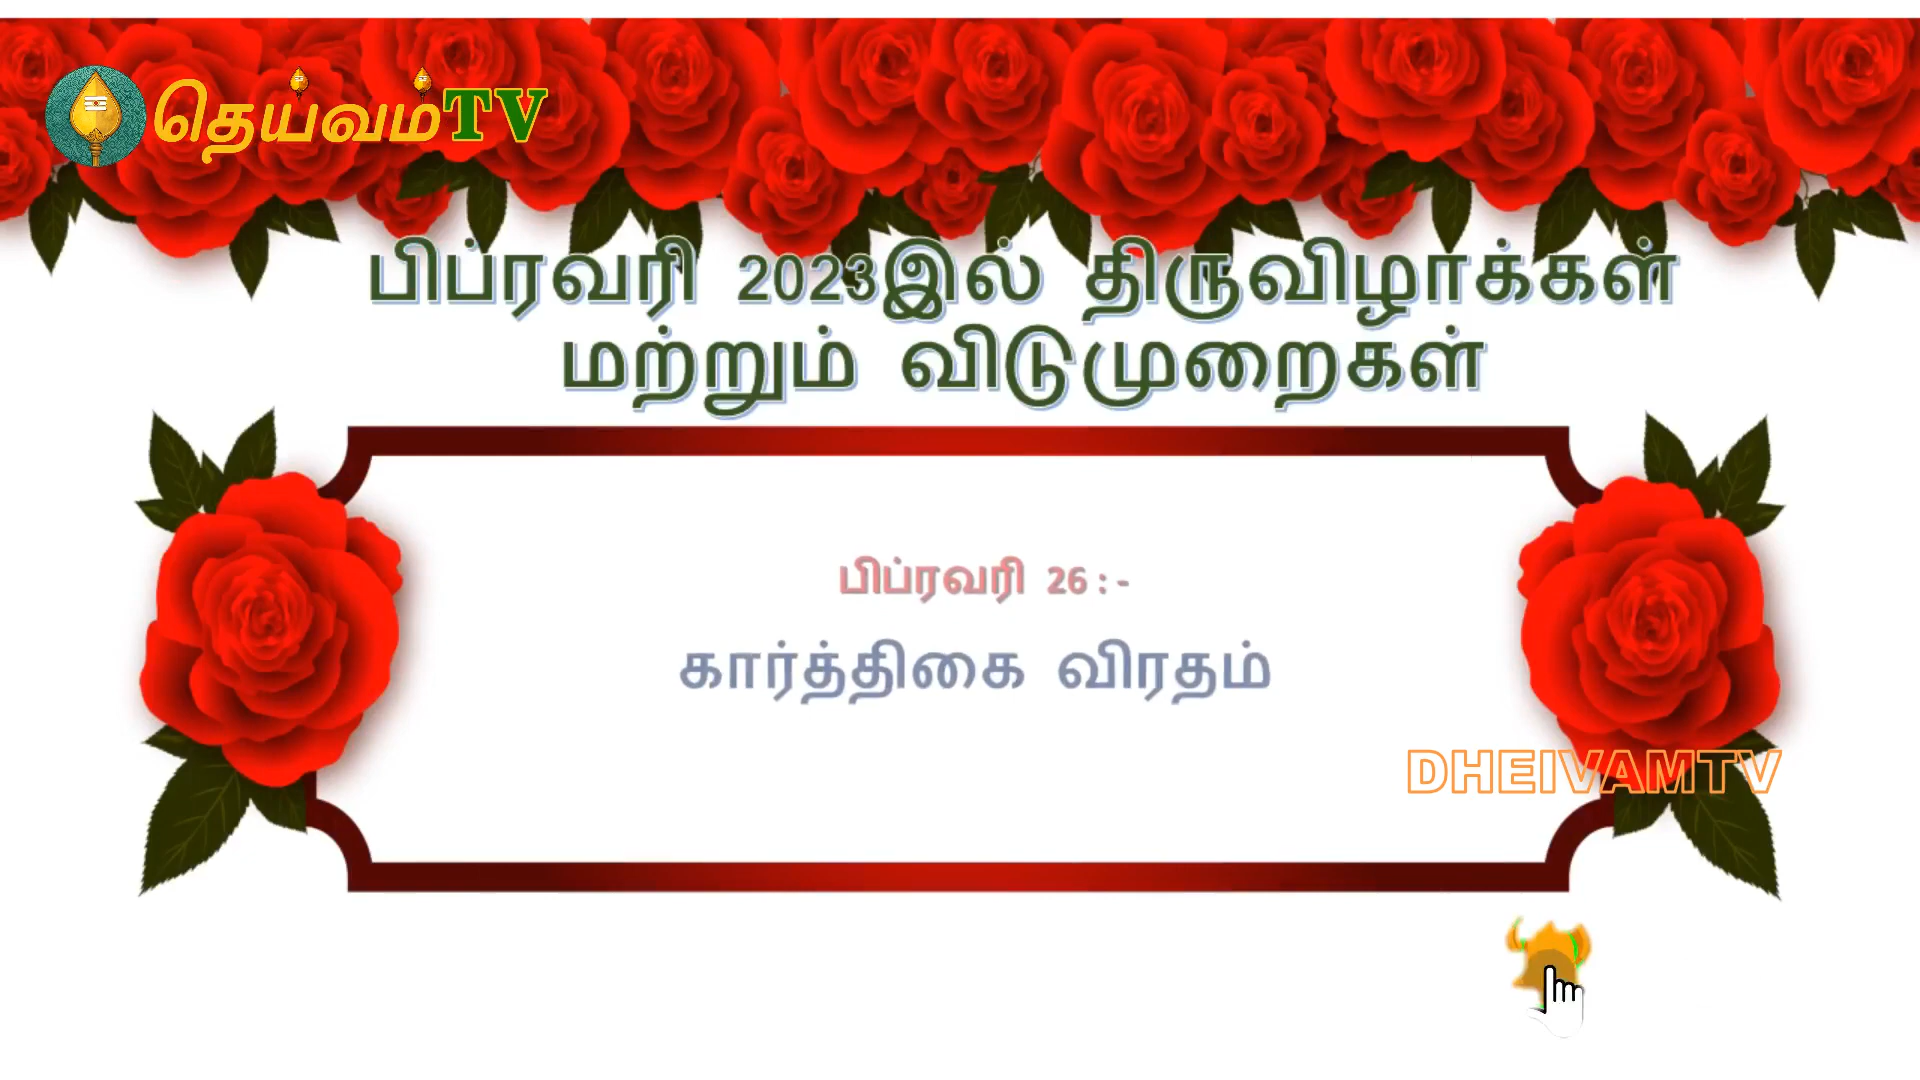 தெய்வம்TV
பிப்ரவரி 2023இல் திருவிழாக்கள்
மற்றும் விடுமுறைகள்
பிப்ரவரி 26:-
கார்த்திகை விரதம்
DHEIVAMTV